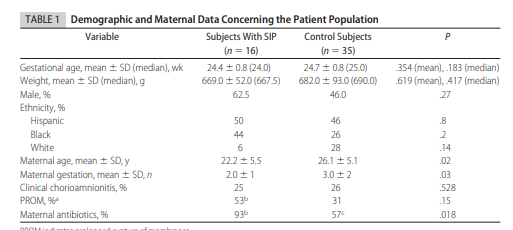 TABLE 1 Demographic and Maternal Data Concerning the Patient Population
Variable Subjects With SIP Control Subjects P
(n = 16) (n = 35)
Gestational age, mean ± SD (median), wk 24.4 ± 0.8 (24.0) 24.7 ± 0.8 (25.0) .354 (mean), .183 (median)
Weight, mean ± SD (median), g 669.0 ± 52.0 (667.5) 682.0 ± 93.0 (690.0) .619 (mean), .417 (median)
Male, % 62.5 46.0 .27
Ethnicity, %
Hispanic 50 46 .8
Black 44 26 .2
White 6 28 .14
Maternal age, mean ± SD, y 22.2 ± 5.5 26.1 ± 5.1 .02
Maternal gestation, mean ± SD, n 2.0 ± 1 3.0 ± 2 .03
Clinical chorioamnionitis, % 25 26 .528
PROM, %ᵃ 53ᵇ 31 .15
Maternal antibiotics, % 93ᵇ 57ᶜ .018